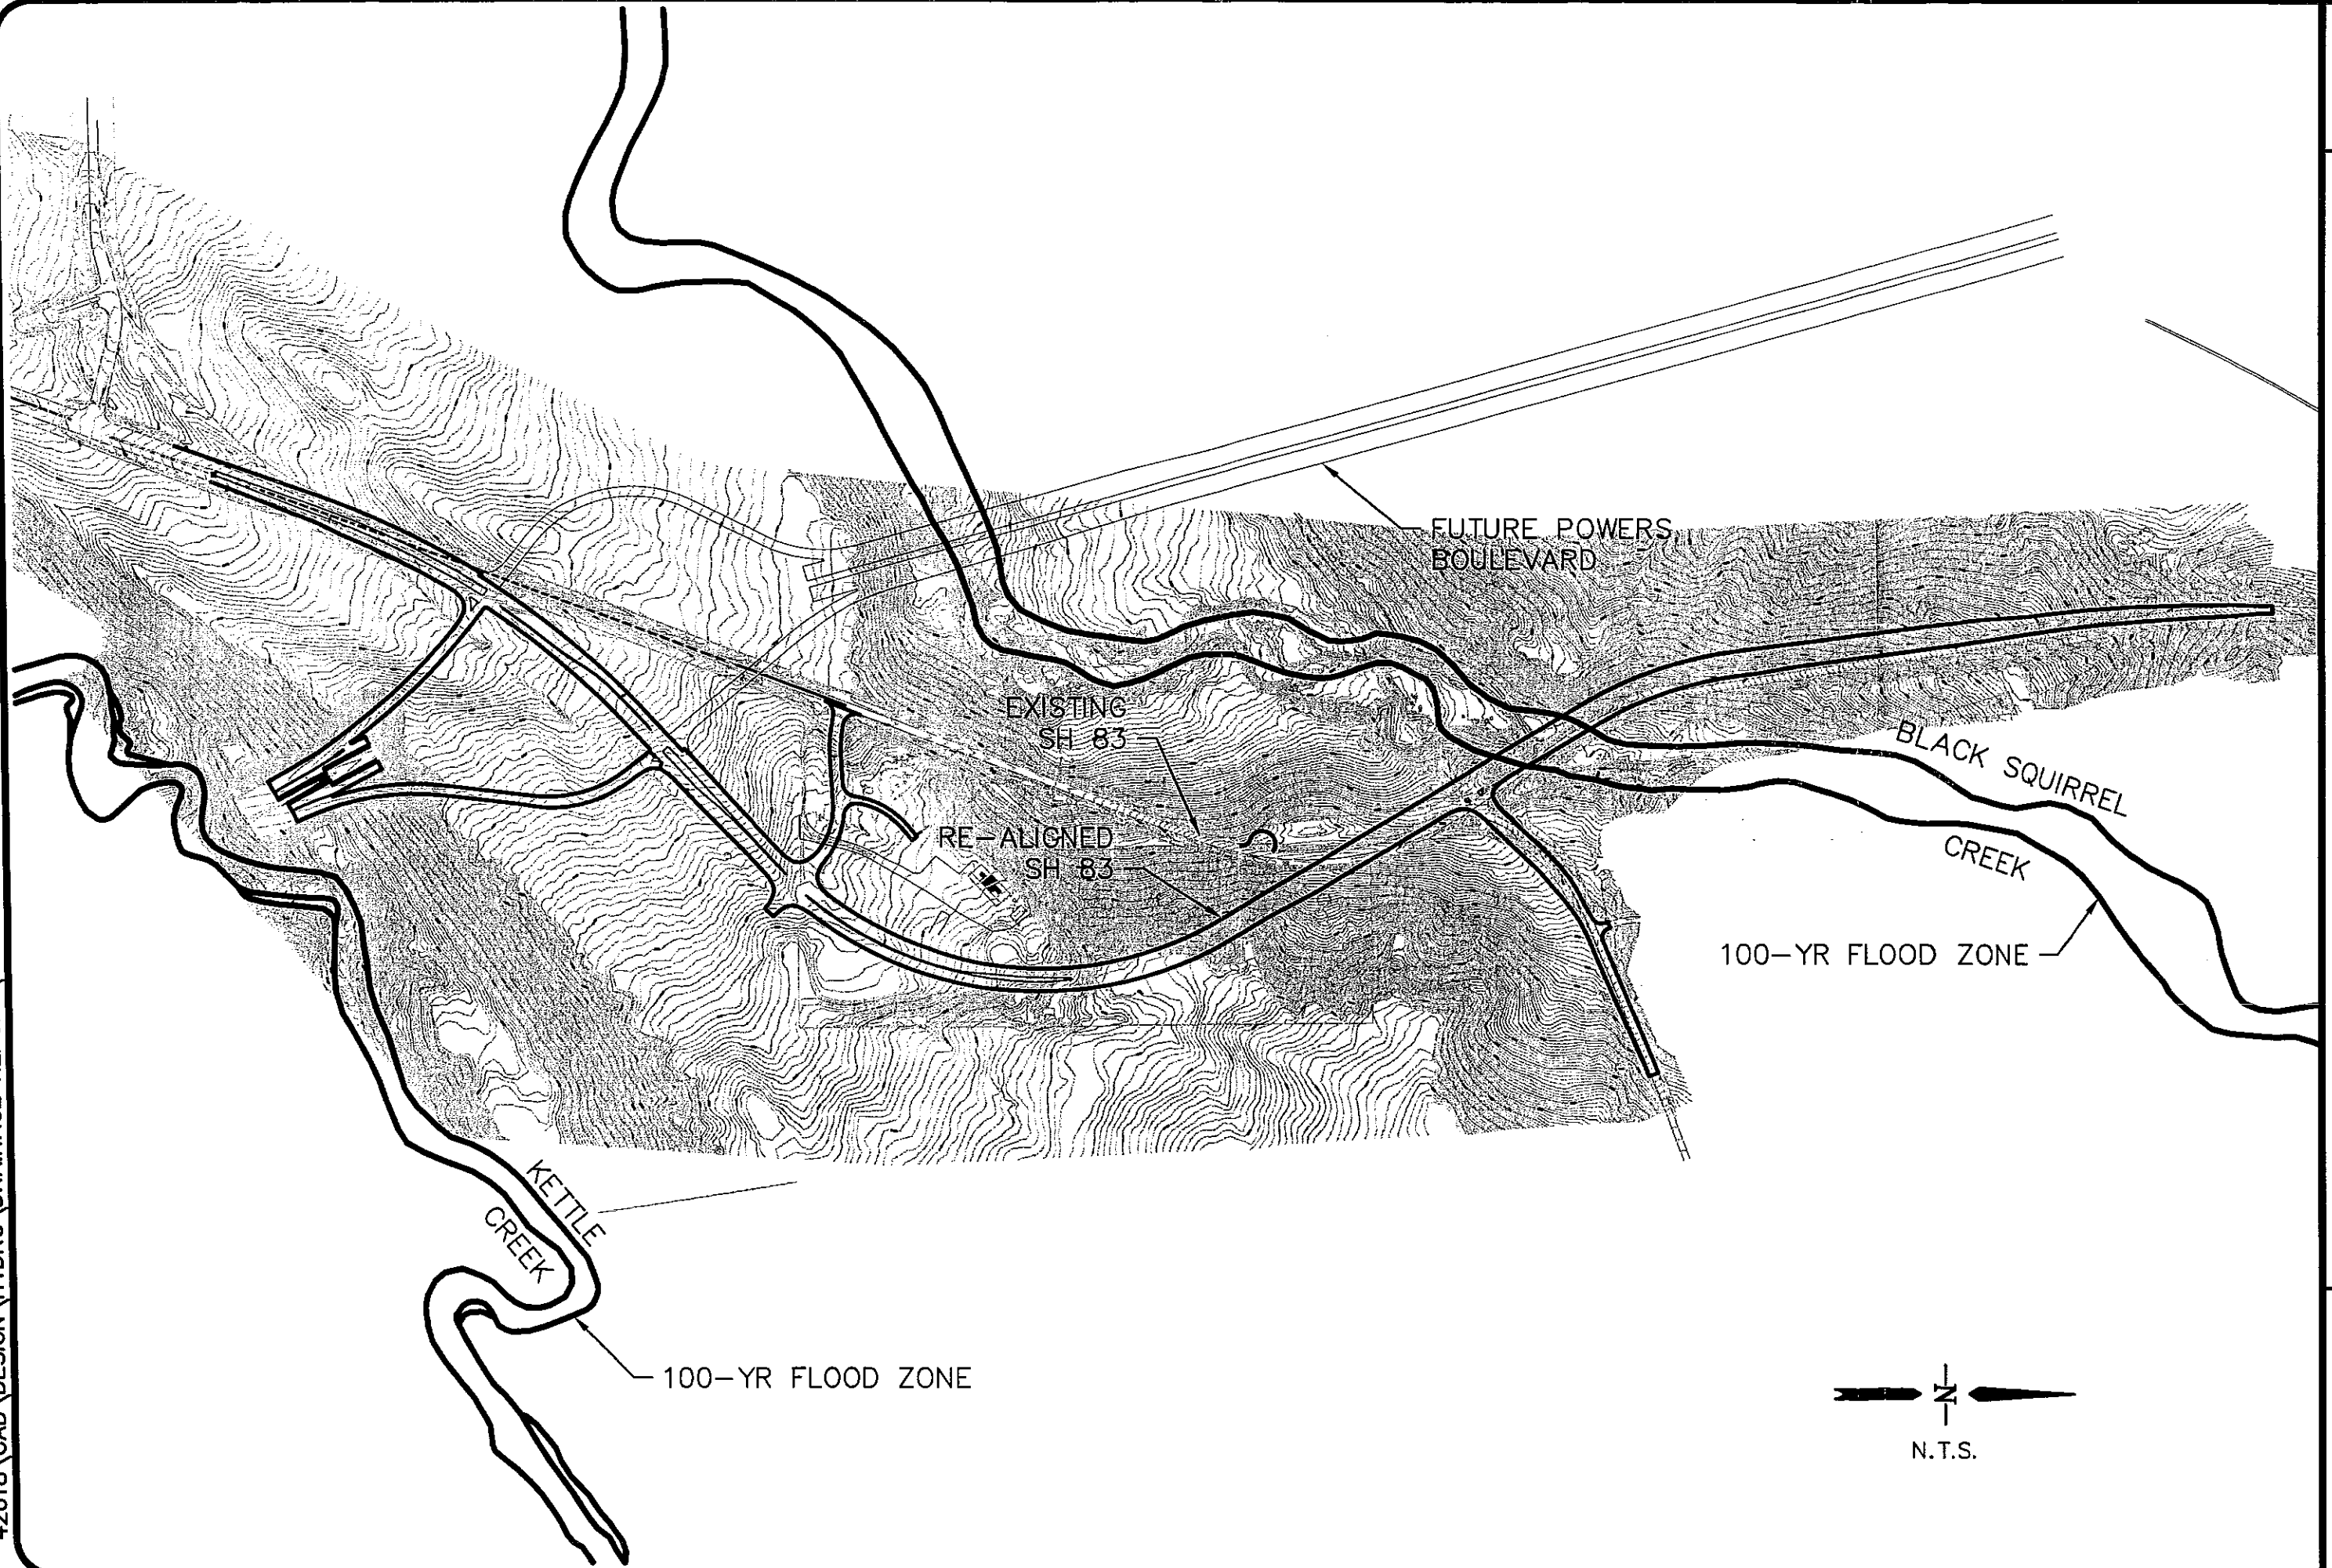 FUTURE POWERS
BOULEVARD
EXISTING
SH 83
RE-ALIGNED
SH 83
BLACK SQUIRREL
CREEK
100-YR FLOOD ZONE
KETTLE
CREEK
100-YR FLOOD ZONE
N
N.T.S.